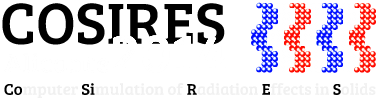 COSIRES
Computer Simulation of Radiation Effects in Solids